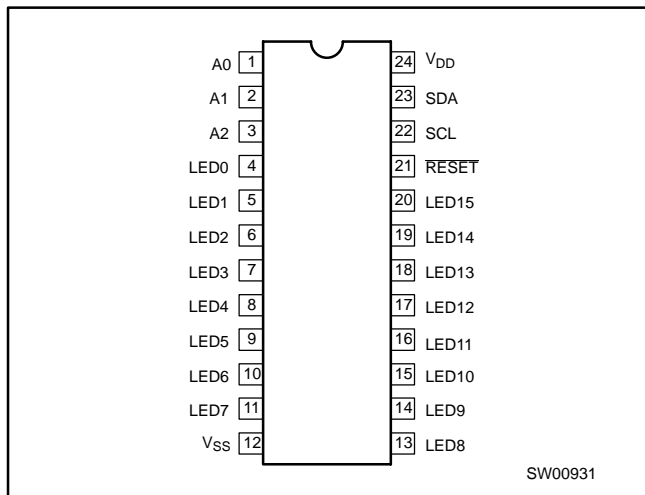 A0 1 24 VDD
A1 2 23 SDA
A2 3 22 SCL
LED0 4 21 RESET
LED1 5 20 LED15
LED2 6 19 LED14
LED3 7 18 LED13
LED4 8 17 LED12
LED5 9 16 LED11
LED6 10 15 LED10
LED7 11 14 LED9
VSS 12 13 LED8
SW00931